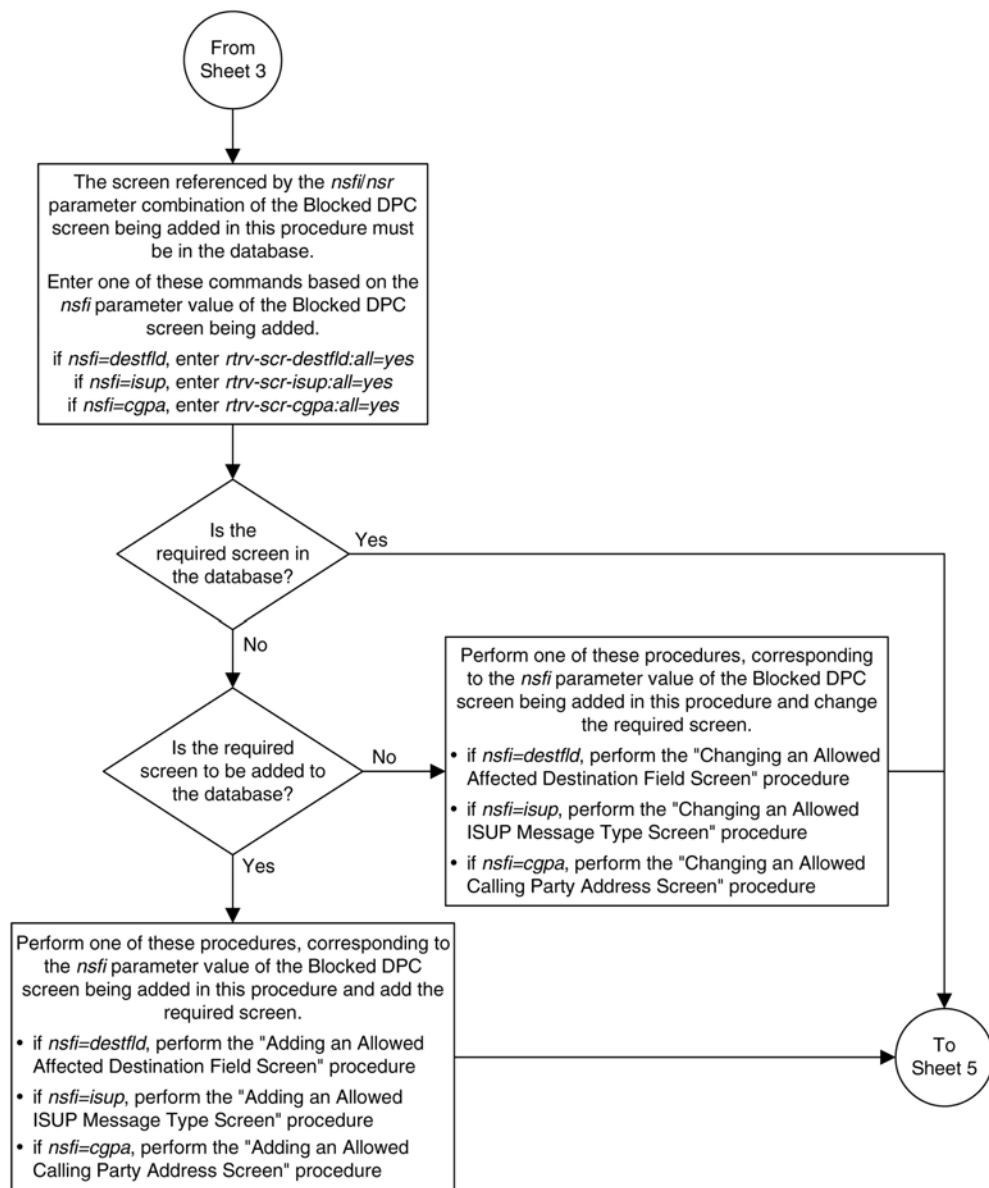 From
Sheet 3
The screen referenced by the nsfi/nsr
parameter combination of the Blocked DPC
screen being added in this procedure must
be in the database.
Enter one of these commands based on the
nsfi parameter value of the Blocked DPC
screen being added.
if nsfi=destfld, enter rtrv-scr-destfld:all=yes
if nsfi=isup, enter rtrv-scr-isup:all=yes
if nsfi=cgpa, enter rtrv-scr-cgpa:all=yes
Is the
required screen in
the database?
Yes
No
Is the required
screen to be added to
the database?
No
Yes
Perform one of these procedures, corresponding
to the nsfi parameter value of the Blocked DPC
screen being added in this procedure and change
the required screen.
• if nsfi=destfld, perform the "Changing an Allowed
Affected Destination Field Screen" procedure
• if nsfi=isup, perform the "Changing an Allowed
ISUP Message Type Screen" procedure
• if nsfi=cgpa, perform the "Changing an Allowed
Calling Party Address Screen" procedure
Perform one of these procedures, corresponding to
the nsfi parameter value of the Blocked DPC
screen being added in this procedure and add the
required screen.
• if nsfi=destfld, perform the "Adding an Allowed
Affected Destination Field Screen" procedure
• if nsfi=isup, perform the "Adding an Allowed
ISUP Message Type Screen" procedure
• if nsfi=cgpa, perform the "Adding an Allowed
Calling Party Address Screen" procedure
To
Sheet 5